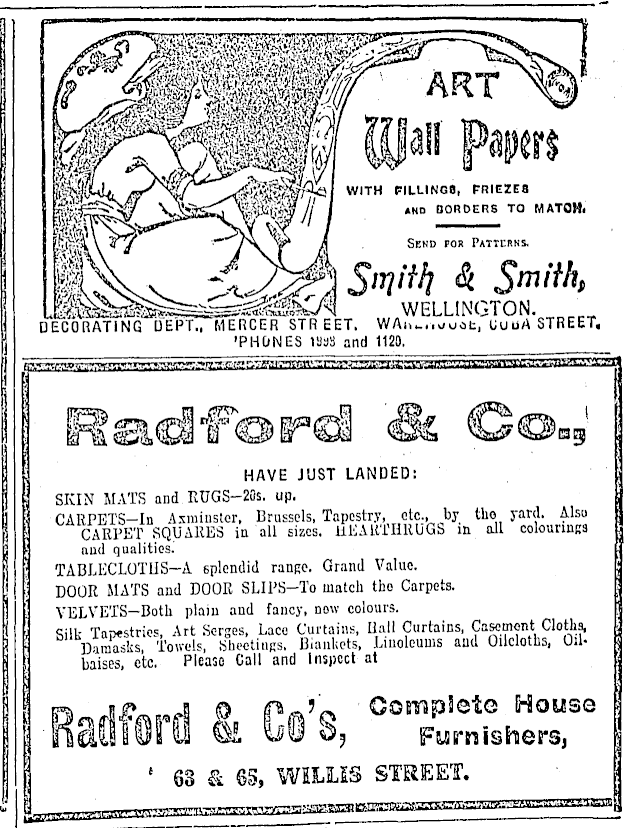 ART
Wall Papers
WITH FILLINGS, FRIEZES
AND BORDERS TO MATCH.
SEND FOR PATTERNS.
Smith & Smith,
WELLINGTON.
DECORATING DEPT., MERCER STREET. WAREHOUSE, CUBA STREET.
'PHONES and 1120.
Radford & Co.,
HAVE JUST LANDED:
SKIN MATS and RUGS—20s. up.
CARPETS—In Axminster, Brussels, Tapestry, etc., by the yard. Also
CARPET SQUARES in all sizes. HEARTHRUGS in all colourings
and qualities.
TABLECLOTHS—A splendid range. Grand Value.
DOOR MATS and DOOR SLIPS—To match the Carpets.
VELVETS—Both plain and fancy, new colours.
Silk Tapestries, Art Serges, Lace Curtains, Hall Curtains, Casement Cloths,
Damasks, Towels, Sheetings, Blankets, Linoleums and Oilcloths, Oil-
baises, etc. Please Call and Inspect at
Radford & Co's,
Complete House
Furnishers,
63 & 65, WILLIS STREET.